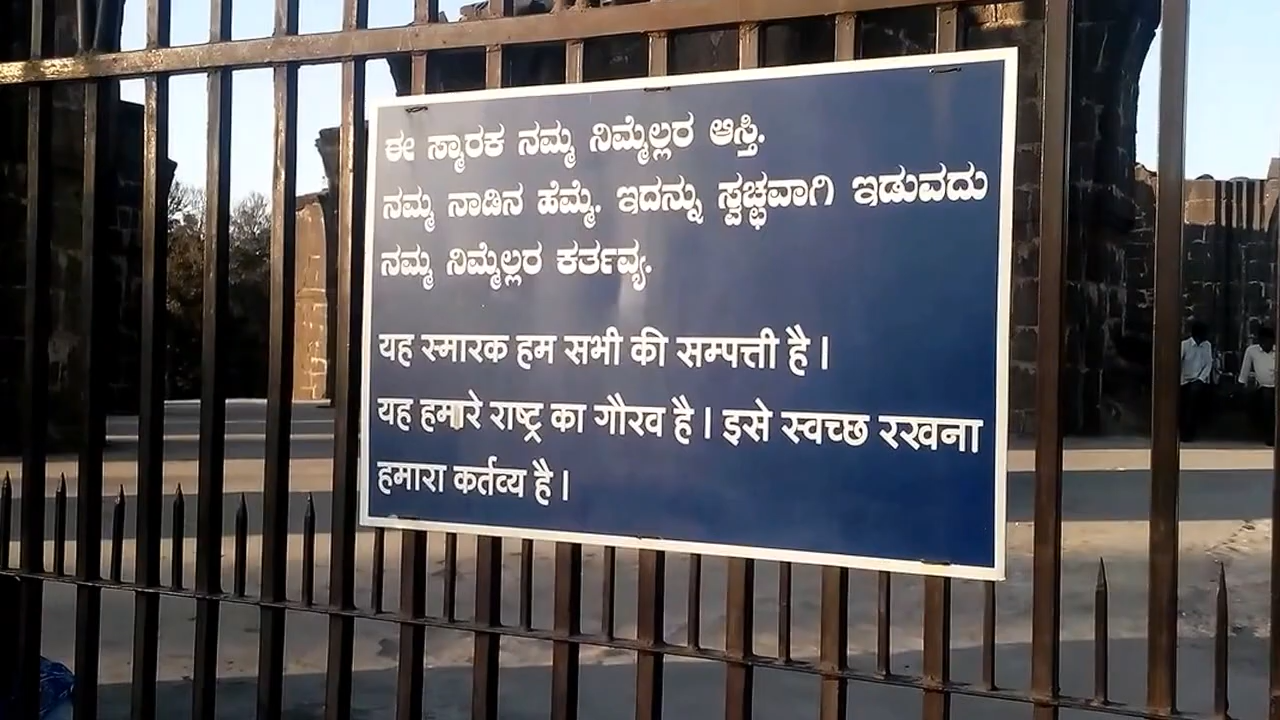 ಈ ಸ್ಮಾರಕ ನಮ್ಮ ನಿಮ್ಮೆಲ್ಲರ ಆಸ್ತಿ.
ನಮ್ಮ ನಾಡಿನ ಹೆಮ್ಮೆ. ಇದನ್ನು ಸ್ವಚ್ಛವಾಗಿ ಇಡುವದು
ನಮ್ಮ ನಿಮ್ಮೆಲ್ಲರ ಕರ್ತವ್ಯ.
यह स्मारक हम सभी की सम्पत्ती है।
यह हमारे राष्ट्र का गौरव है। इसे स्वच्छ रखना
हमारा कर्तव्य है।